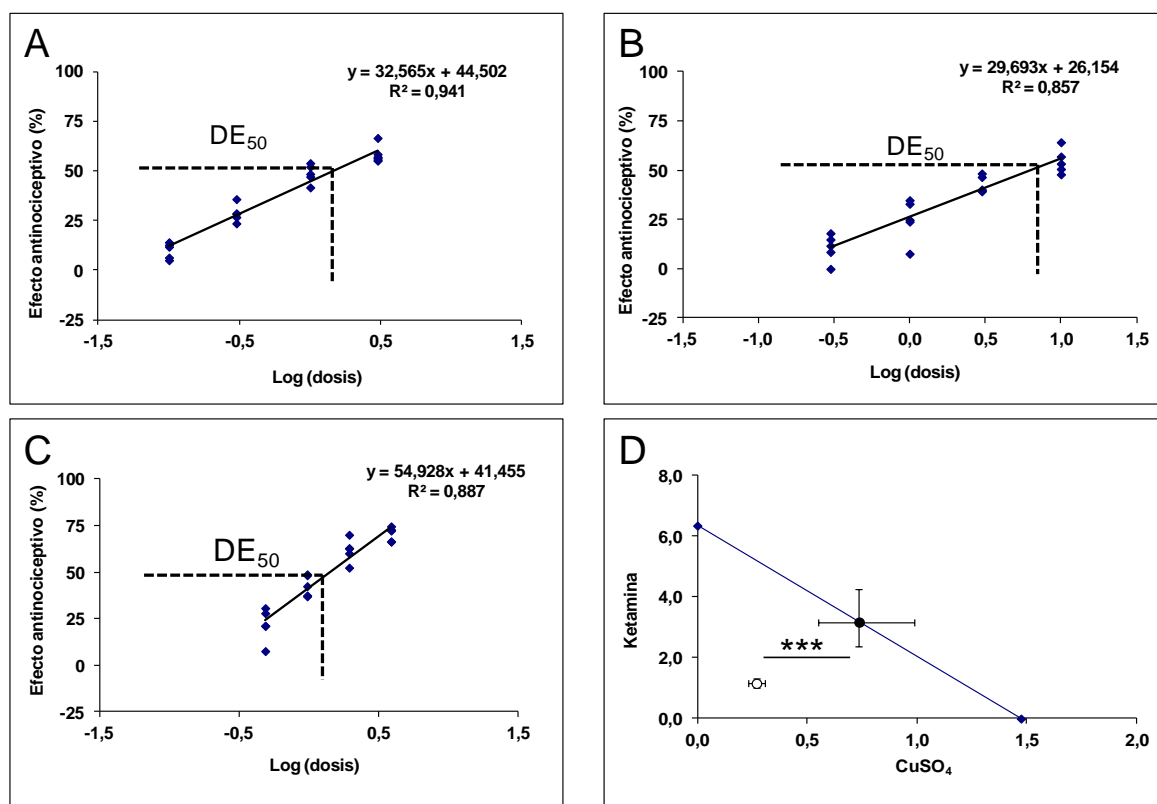 A
y = 32,565x + 44,502
R² = 0,941
Efecto antinociceptivo (%)
100
75
50
25
0
-25
DE₅₀
-1,5
-0,5
0,5
1,5
Log (dosis)
B
y = 29,693x + 26,154
R² = 0,857
Efecto antinociceptivo (%)
100
75
50
25
0
-25
DE₅₀
-1,5
-1,0
-0,5
0,0
0,5
1,0
1,5
Log (dosis)
C
y = 54,928x + 41,455
R² = 0,887
Efecto antinociceptivo (%)
100
75
50
25
0
-25
DE₅₀
-1,5
-0,5
0,5
1,5
Log (dosis)
D
Ketamina
8,0
6,0
4,0
2,0
0,0
***
0,0
0,5
1,0
1,5
2,0
CuSO₄